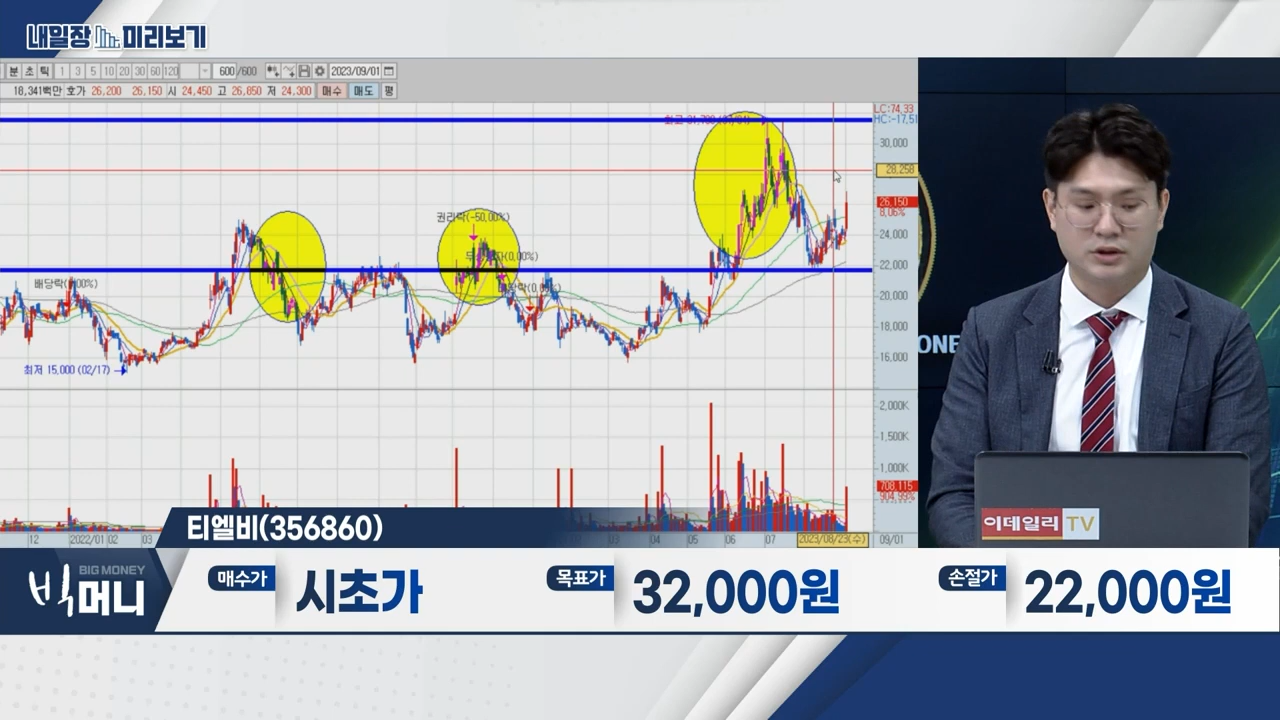 내일장 미리보기
분 초 틱 1 3 5 10 20 30 60 120 600 /600 2023/09/01
18,341백만 호가 26,200 26,150 시 24,450 고 26,850 저 24,300 매수 매도 평
LC:74,33
HC:-17,51
30,000
28,258
26,150
8,06%
24,000
22,000
20,000
18,000
16,000
권리락(-50,00%)
최저 15,000 (02/17)
2,000K
1,500K
1,000K
708,115
904,99%
12 2022/01 02 03 03 04 05 06 07 2023/08/23(수) 09/01
티엘비(356860)
BIG MONEY
빅머니
매수가 시초가 목표가 32,000원 손절가 22,000원
이데일리 TV